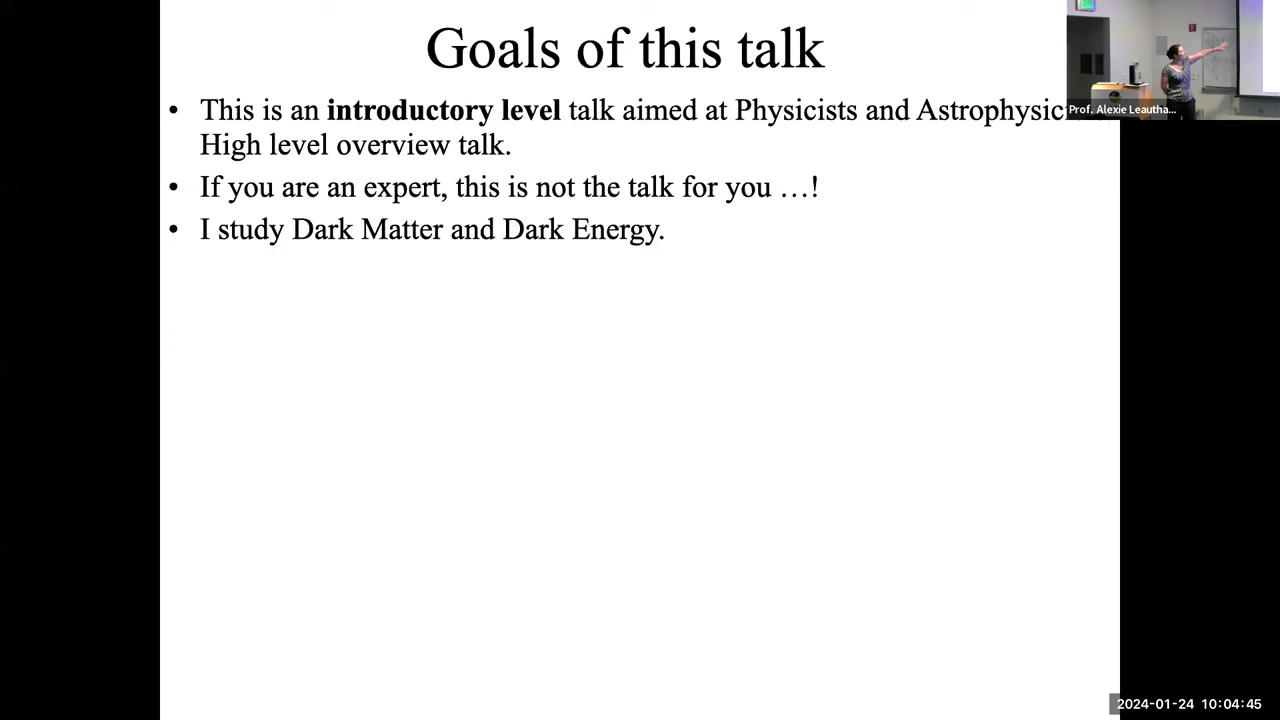 Goals of this talk
• This is an introductory level talk aimed at Physicists and Astrophysic
High level overview talk.
• If you are an expert, this is not the talk for you …!
• I study Dark Matter and Dark Energy.
Prof. Alexie Leautha...
2024-01-24 10:04:45